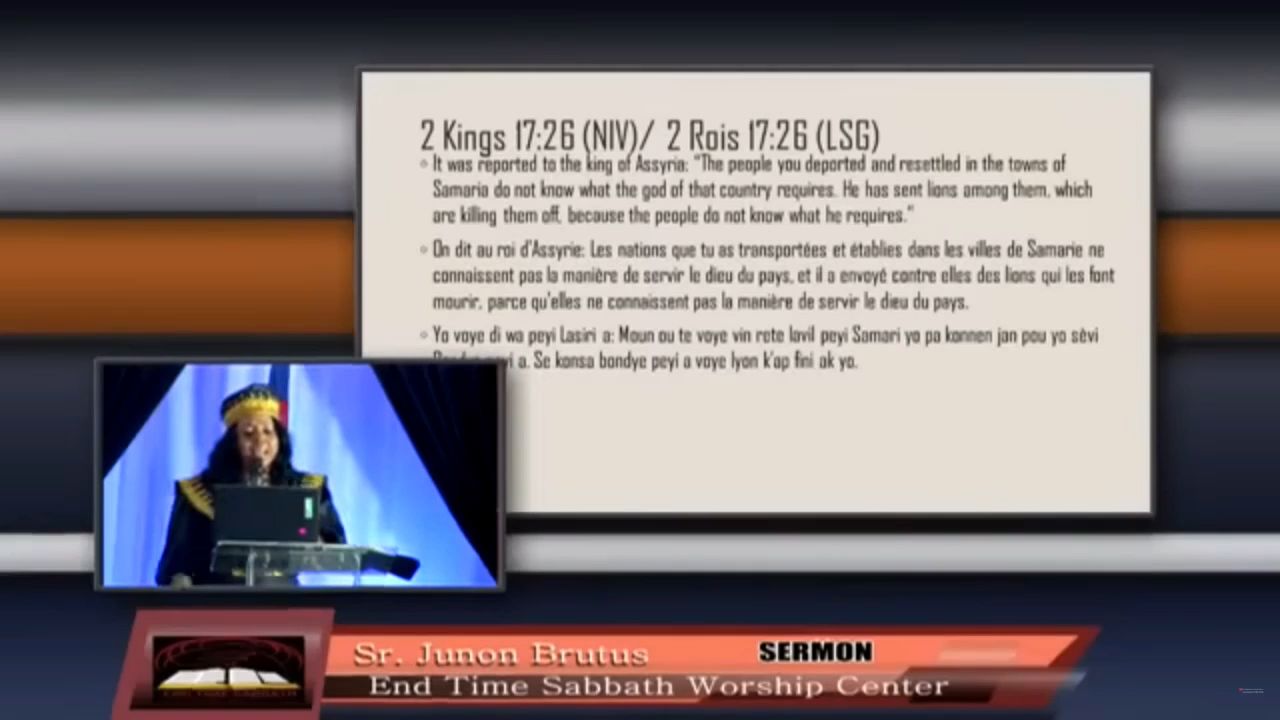 2 Kings 17:26 (NIV)/ 2 Rois 17:26 (LSG)
It was reported to the king of Assyria: "The people you deported and resettled in the towns of
Samaria do not know what the god of that country requires. He has sent lions among them, which
are killing them off, because the people do not know what he requires."
On dit au roi d'Assyrie: Les nations que tu as transportées et établies dans les villes de Samarie ne
connaissent pas la manière de servir le dieu du pays, et il a envoyé contre elles des lions qui les font
mourir, parce qu'elles ne connaissent pas la manière de servir le dieu du pays.
Yo voye di wa peyi Lasiri a: Moun ou te voye vin rete lavil peyi Samari yo pa konnen jan pou yo sèvi
a. Se konsa bondye peyi a voye lyon k'ap fini ak yo.
Sr. Junon Brutus SERMON
End Time Sabbath Worship Center